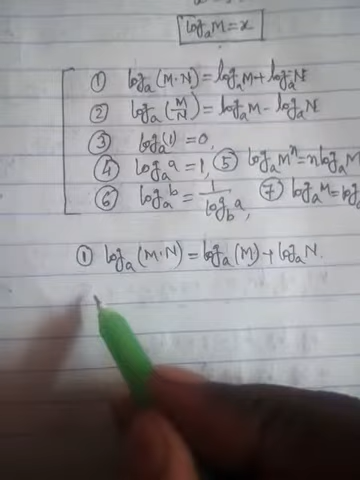 log_a M = x
① log_a (M·N) = log_a M + log_a N
② log_a (M/N) = log_a M - log_a N
③ log_a (1) = 0,
④ log_a a = 1, ⑤ log_a M^n = n log_a M
⑥ log_a b = 1/log_b a, ⑦ log_a M = log
① log_a (M·N) = log_a (M) + log_a N.